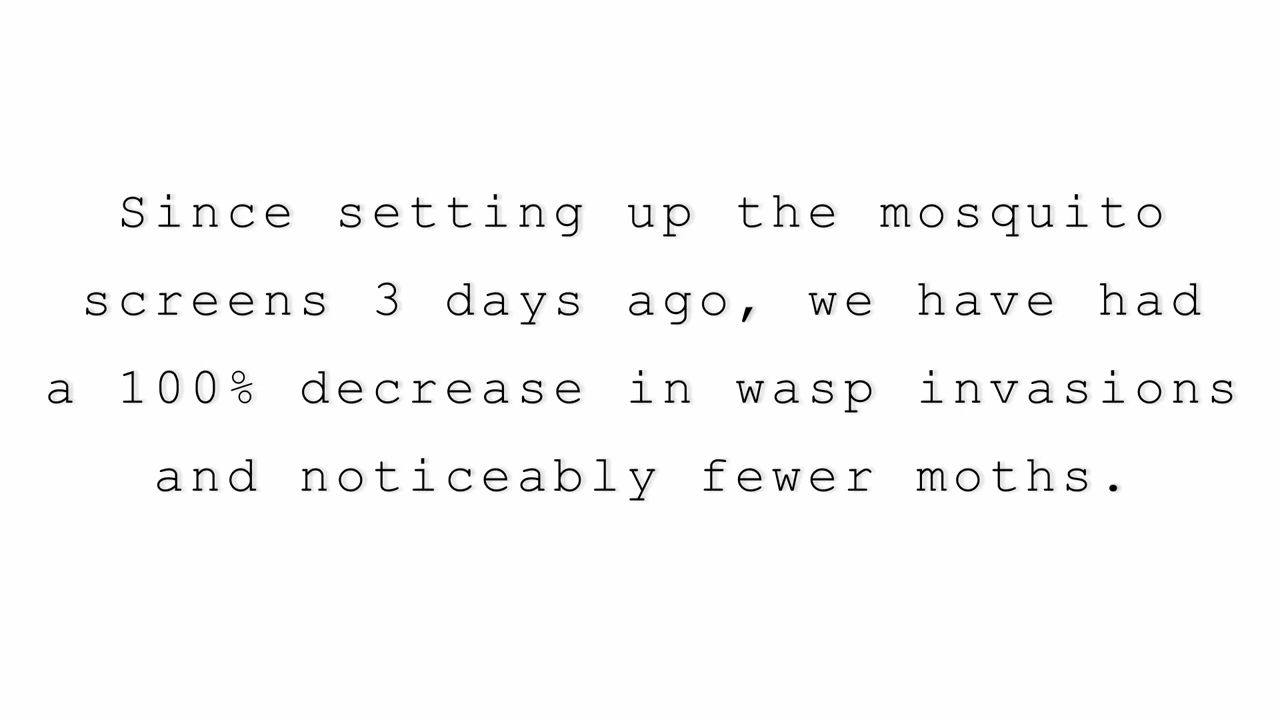 Since setting up the mosquito
screens 3 days ago, we have had
a 100% decrease in wasp invasions
and noticeably fewer moths.